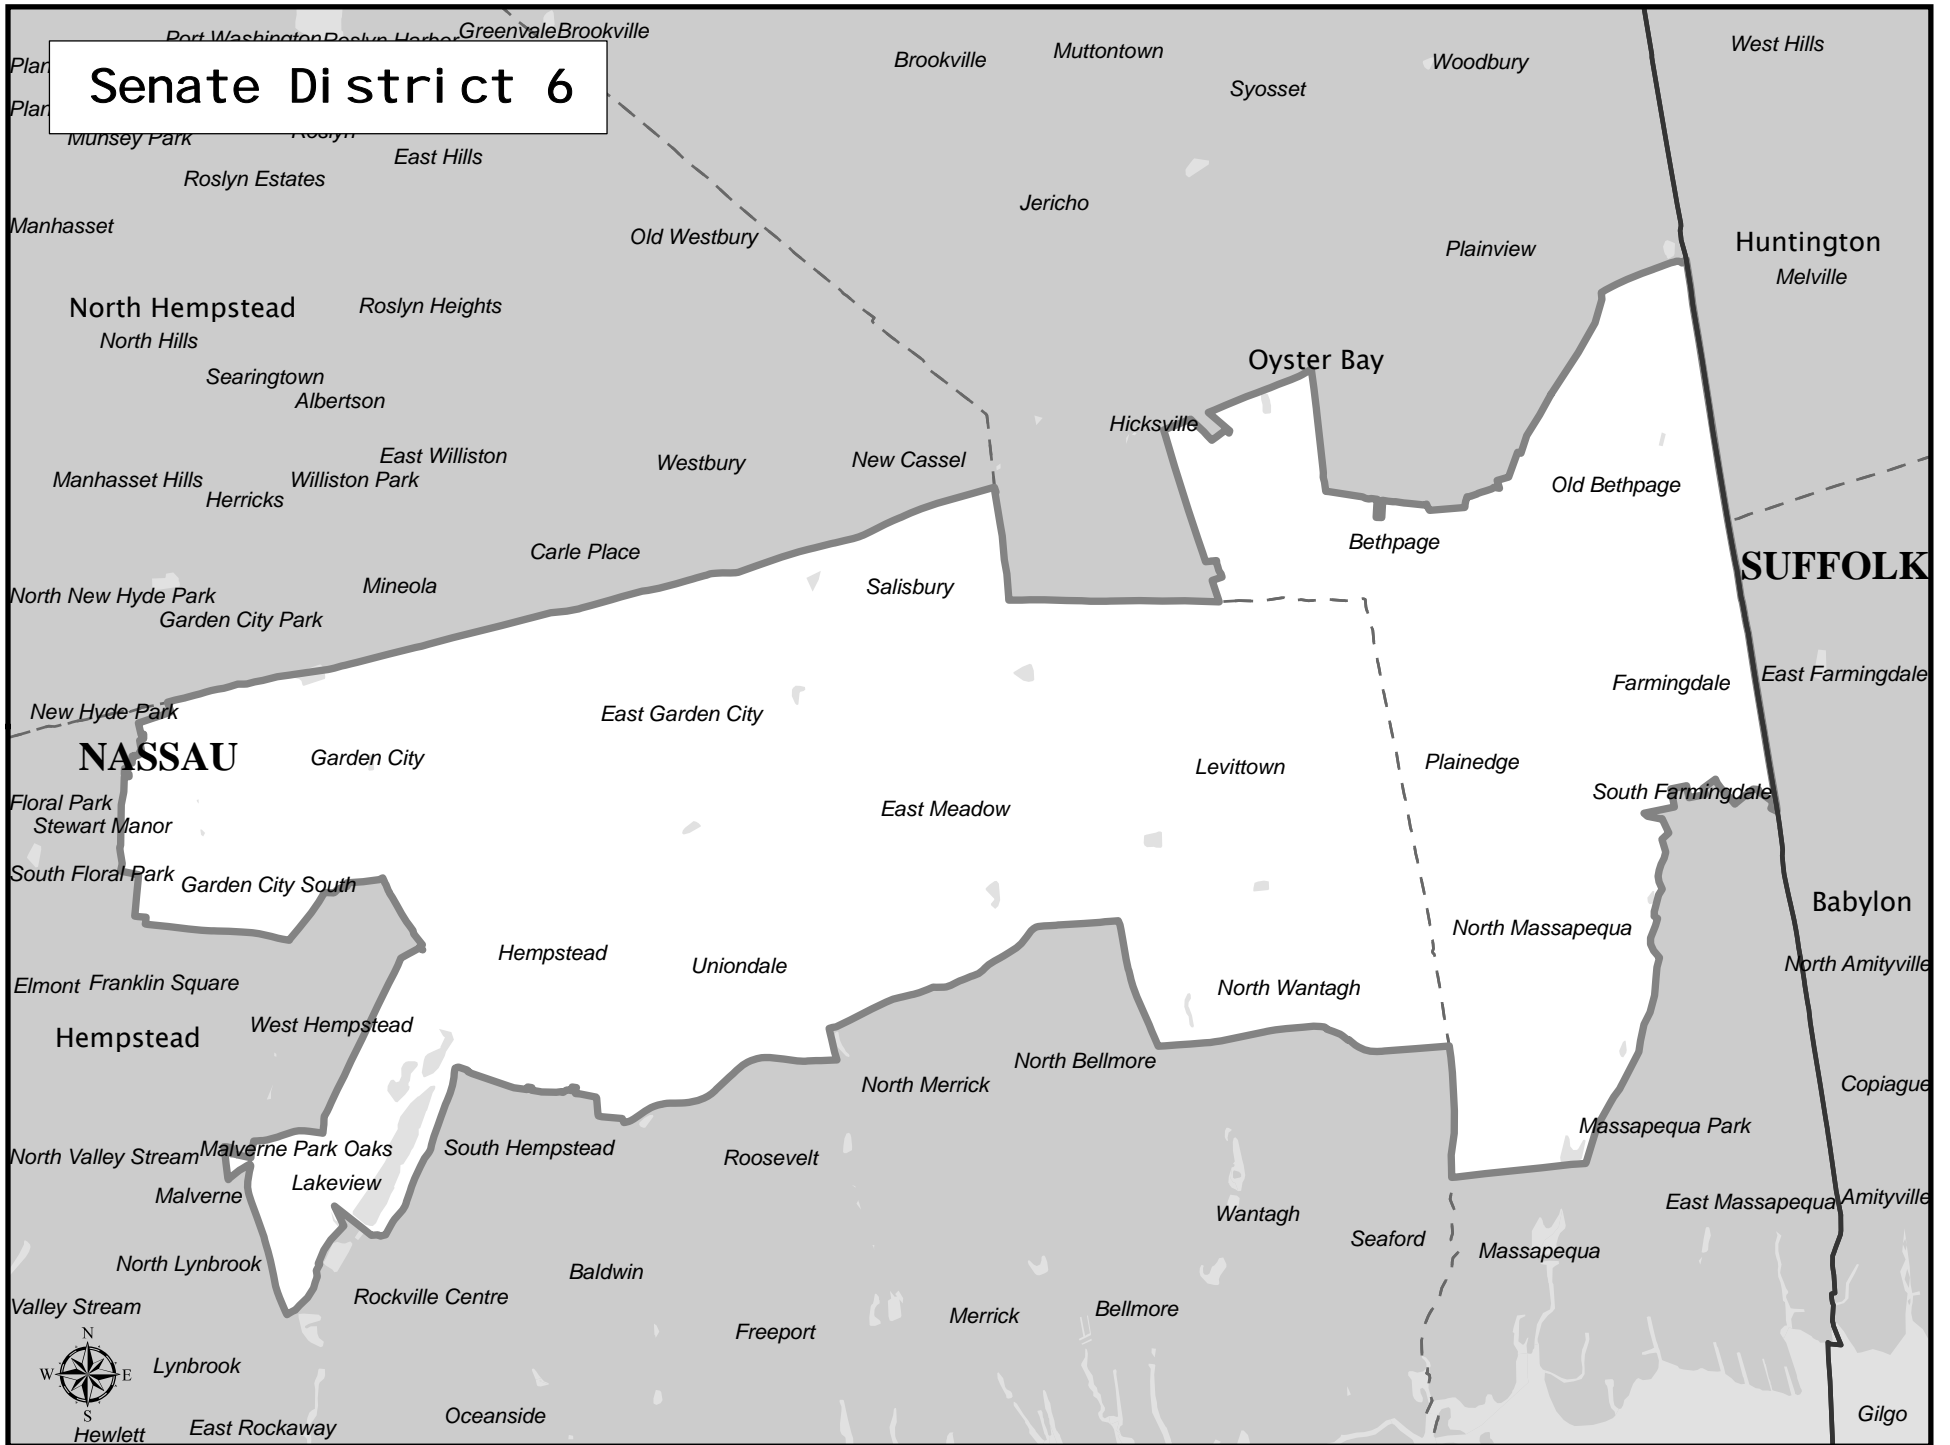 Port Washington
Roslyn Harbor
Greenvale
Brookville
Brookville
Muttontown
Woodbury
West Hills
Plan
Senate District 6
Syosset
Plan
Munsey Park
Roslyn
East Hills
Roslyn Estates
Jericho
Manhasset
Old Westbury
Plainview
Huntington
Melville
North Hempstead
Roslyn Heights
North Hills
Oyster Bay
Searingtown
Albertson
Hicksville
East Williston
Westbury
New Cassel
Manhasset Hills
Williston Park
Herricks
Old Bethpage
Carle Place
Bethpage
SUFFOLK
Mineola
Salisbury
North New Hyde Park
Garden City Park
East Farmingdale
Farmingdale
New Hyde Park
East Garden City
NASSAU
Garden City
Levittown
Plainedge
South Farmingdale
Floral Park
East Meadow
Stewart Manor
South Floral Park
Garden City South
Babylon
North Massapequa
Hempstead
Uniondale
North Amityville
Elmont
Franklin Square
North Wantagh
West Hempstead
Hempstead
North Bellmore
North Merrick
Copiague
Massapequa Park
North Valley Stream
Malverne Park Oaks
South Hempstead
Roosevelt
Lakeview
Malverne
East Massapequa
Amityville
Wantagh
Seaford
Massapequa
North Lynbrook
Baldwin
Rockville Centre
Valley Stream
Merrick
Bellmore
Freeport
N
W
E
S
Lynbrook
Oceanside
Gilgo
East Rockaway
Hewlett